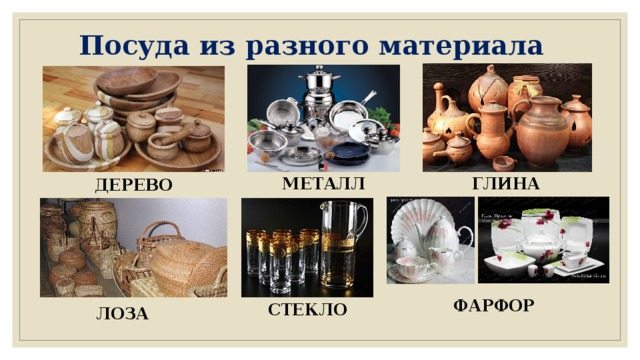 Посуда из разного материала
ДЕРЕВО
МЕТАЛЛ
ГЛИНА
ЛОЗА
СТЕКЛО
ФАРФОР